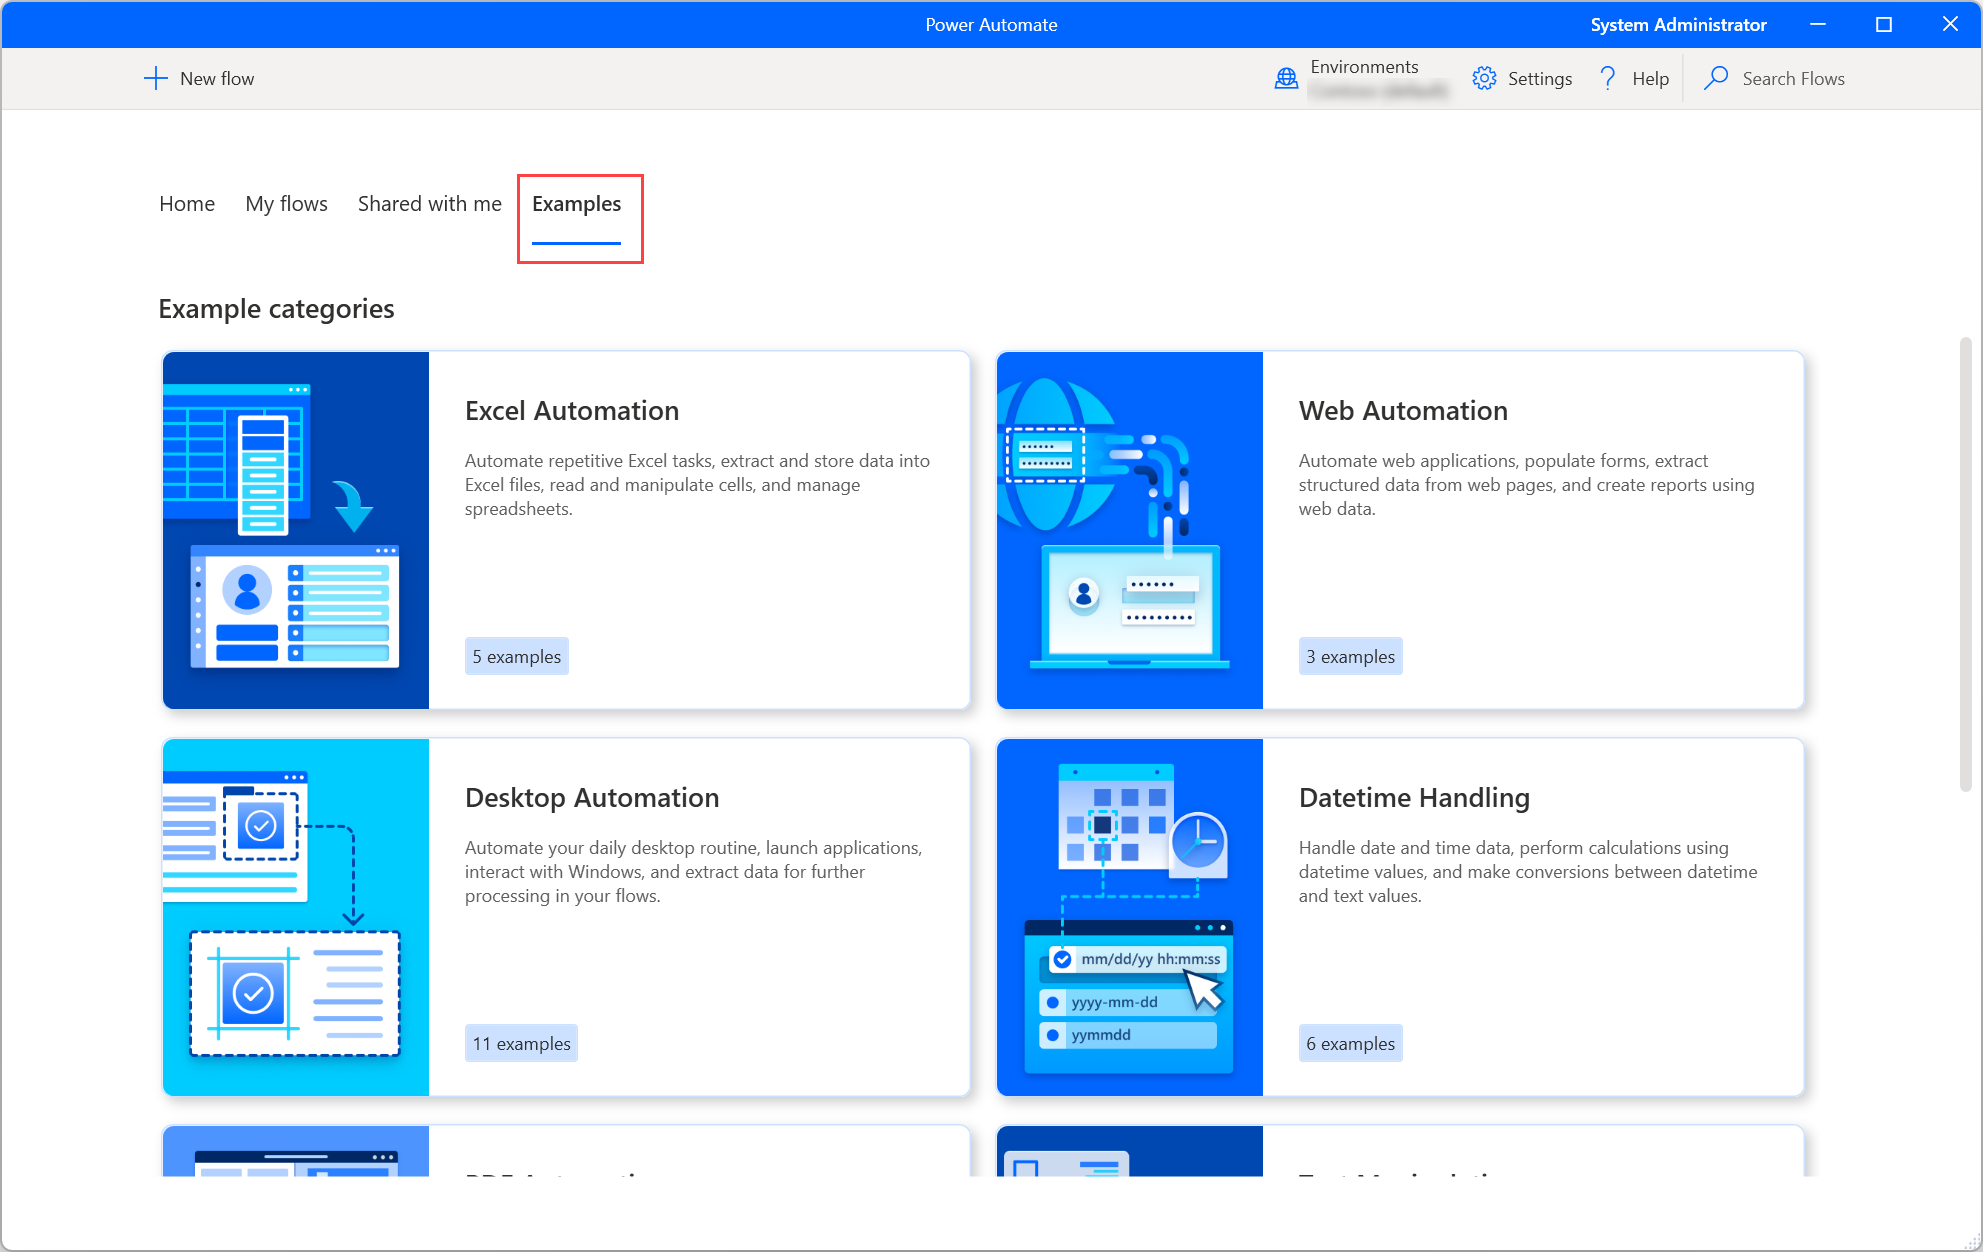 Power Automate
System Administrator
New flow
Environments
Settings
Help
Search Flows
Home
My flows
Shared with me
Examples
Example categories
Excel Automation
Automate repetitive Excel tasks, extract and store data into
Excel files, read and manipulate cells, and manage
spreadsheets.
5 examples
Web Automation
Automate web applications, populate forms, extract
structured data from web pages, and create reports using
web data.
3 examples
Desktop Automation
Automate your daily desktop routine, launch applications,
interact with Windows, and extract data for further
processing in your flows.
11 examples
Datetime Handling
Handle date and time data, perform calculations using
datetime values, and make conversions between datetime
and text values.
6 examples
mm/dd/yy hh:mm:ss
yyyy-mm-dd
yymmdd